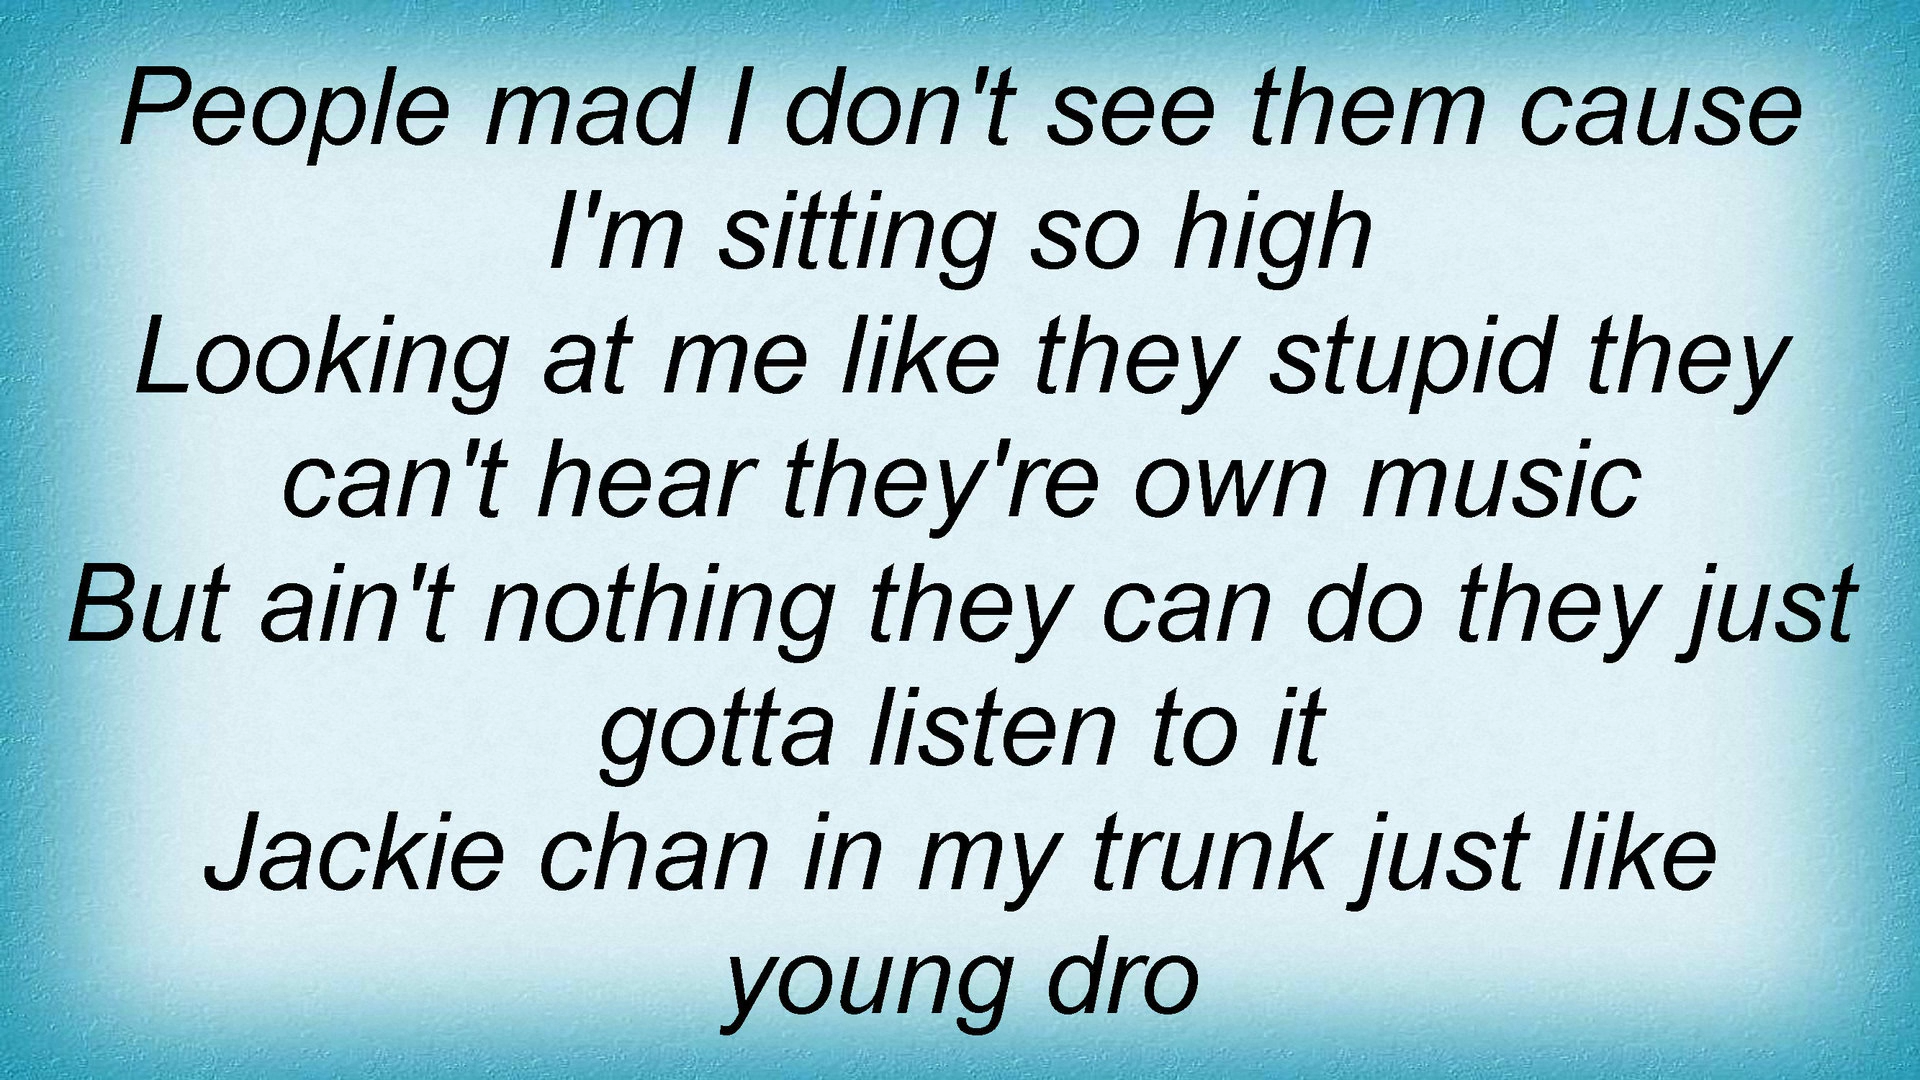 People mad I don't see them cause
I'm sitting so high
Looking at me like they stupid they
can't hear they're own music
But ain't nothing they can do they just
gotta listen to it
Jackie chan in my trunk just like
young dro